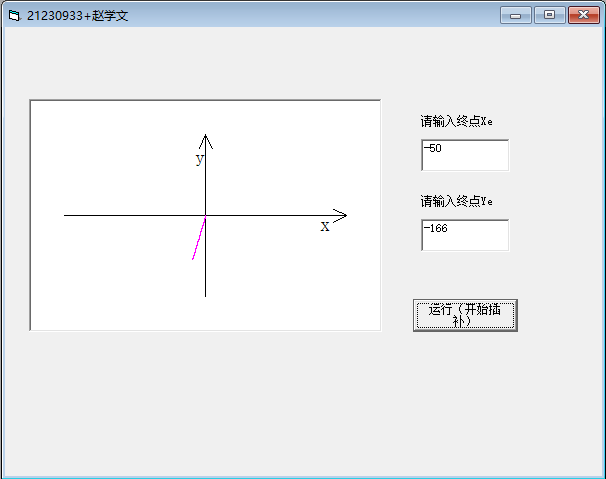 21230933+赵学文
y
x
请输入终点Xe
-50
请输入终点Ye
-166
运行（开始插
补）